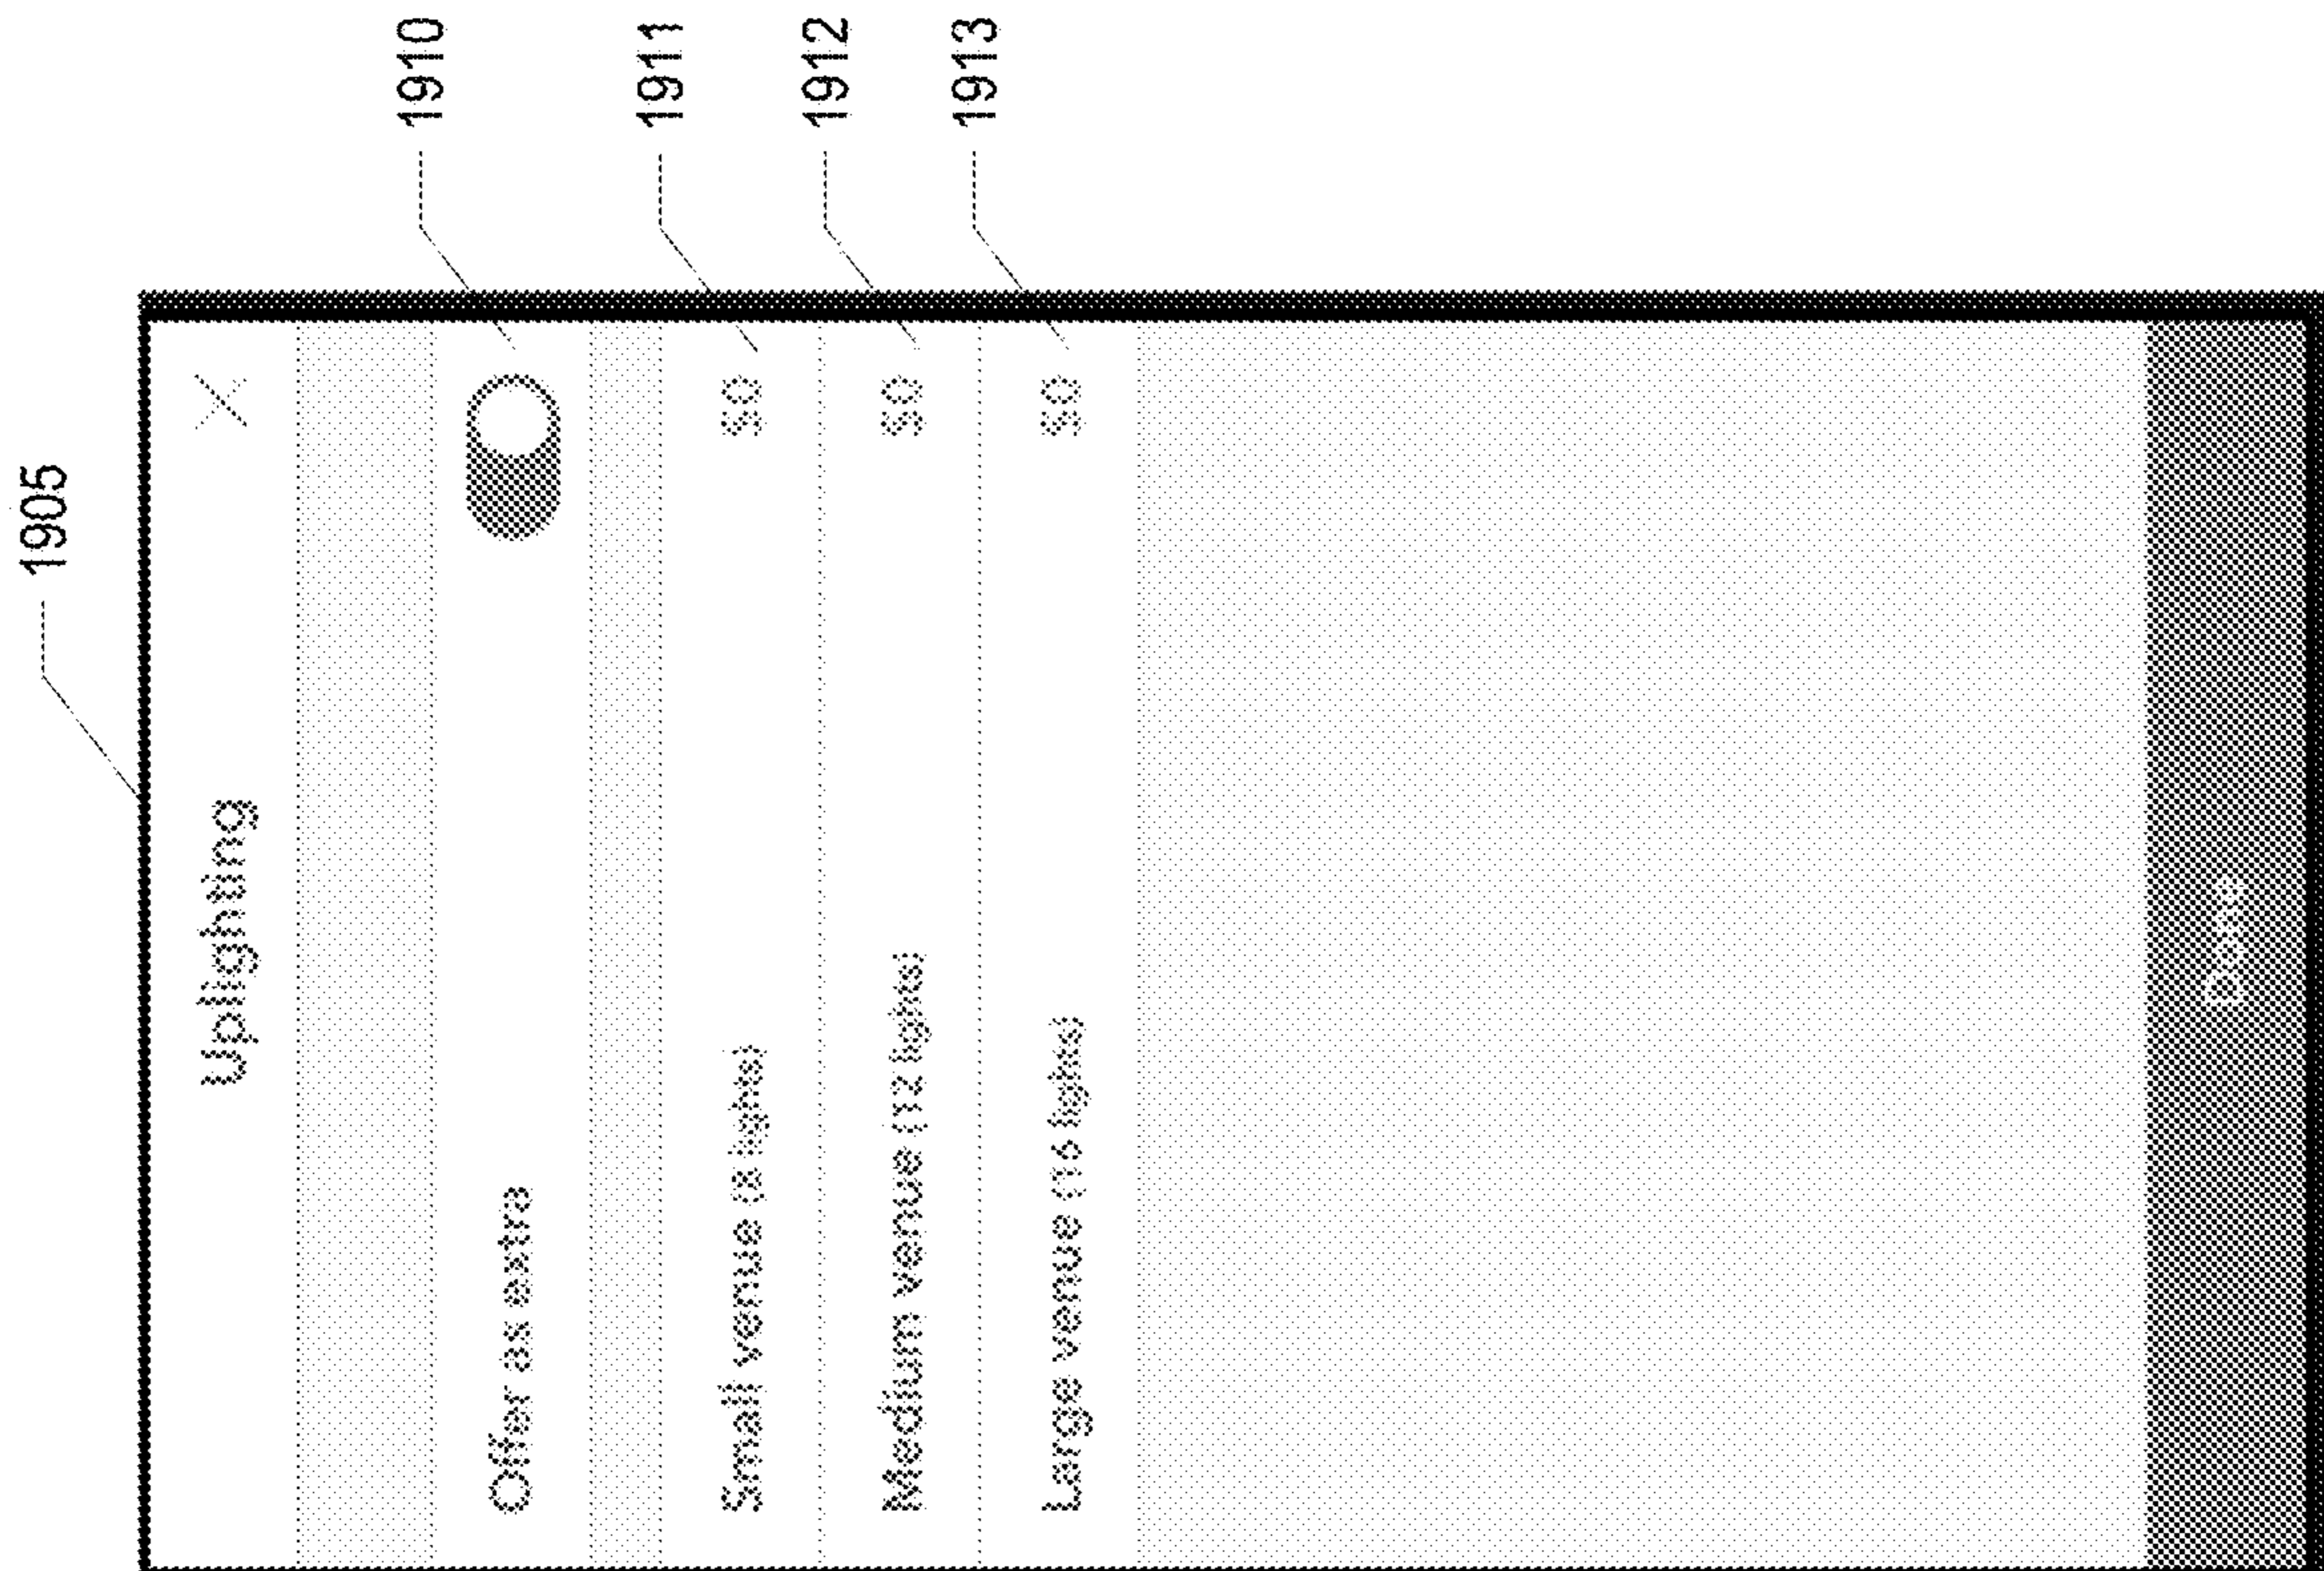 1905
Uplighting X
Offer as extra
1910
Small venue (8 lights) $0
1911
Medium venue (12 lights) $0
1912
Large venue (16 lights) $0
1913
Done